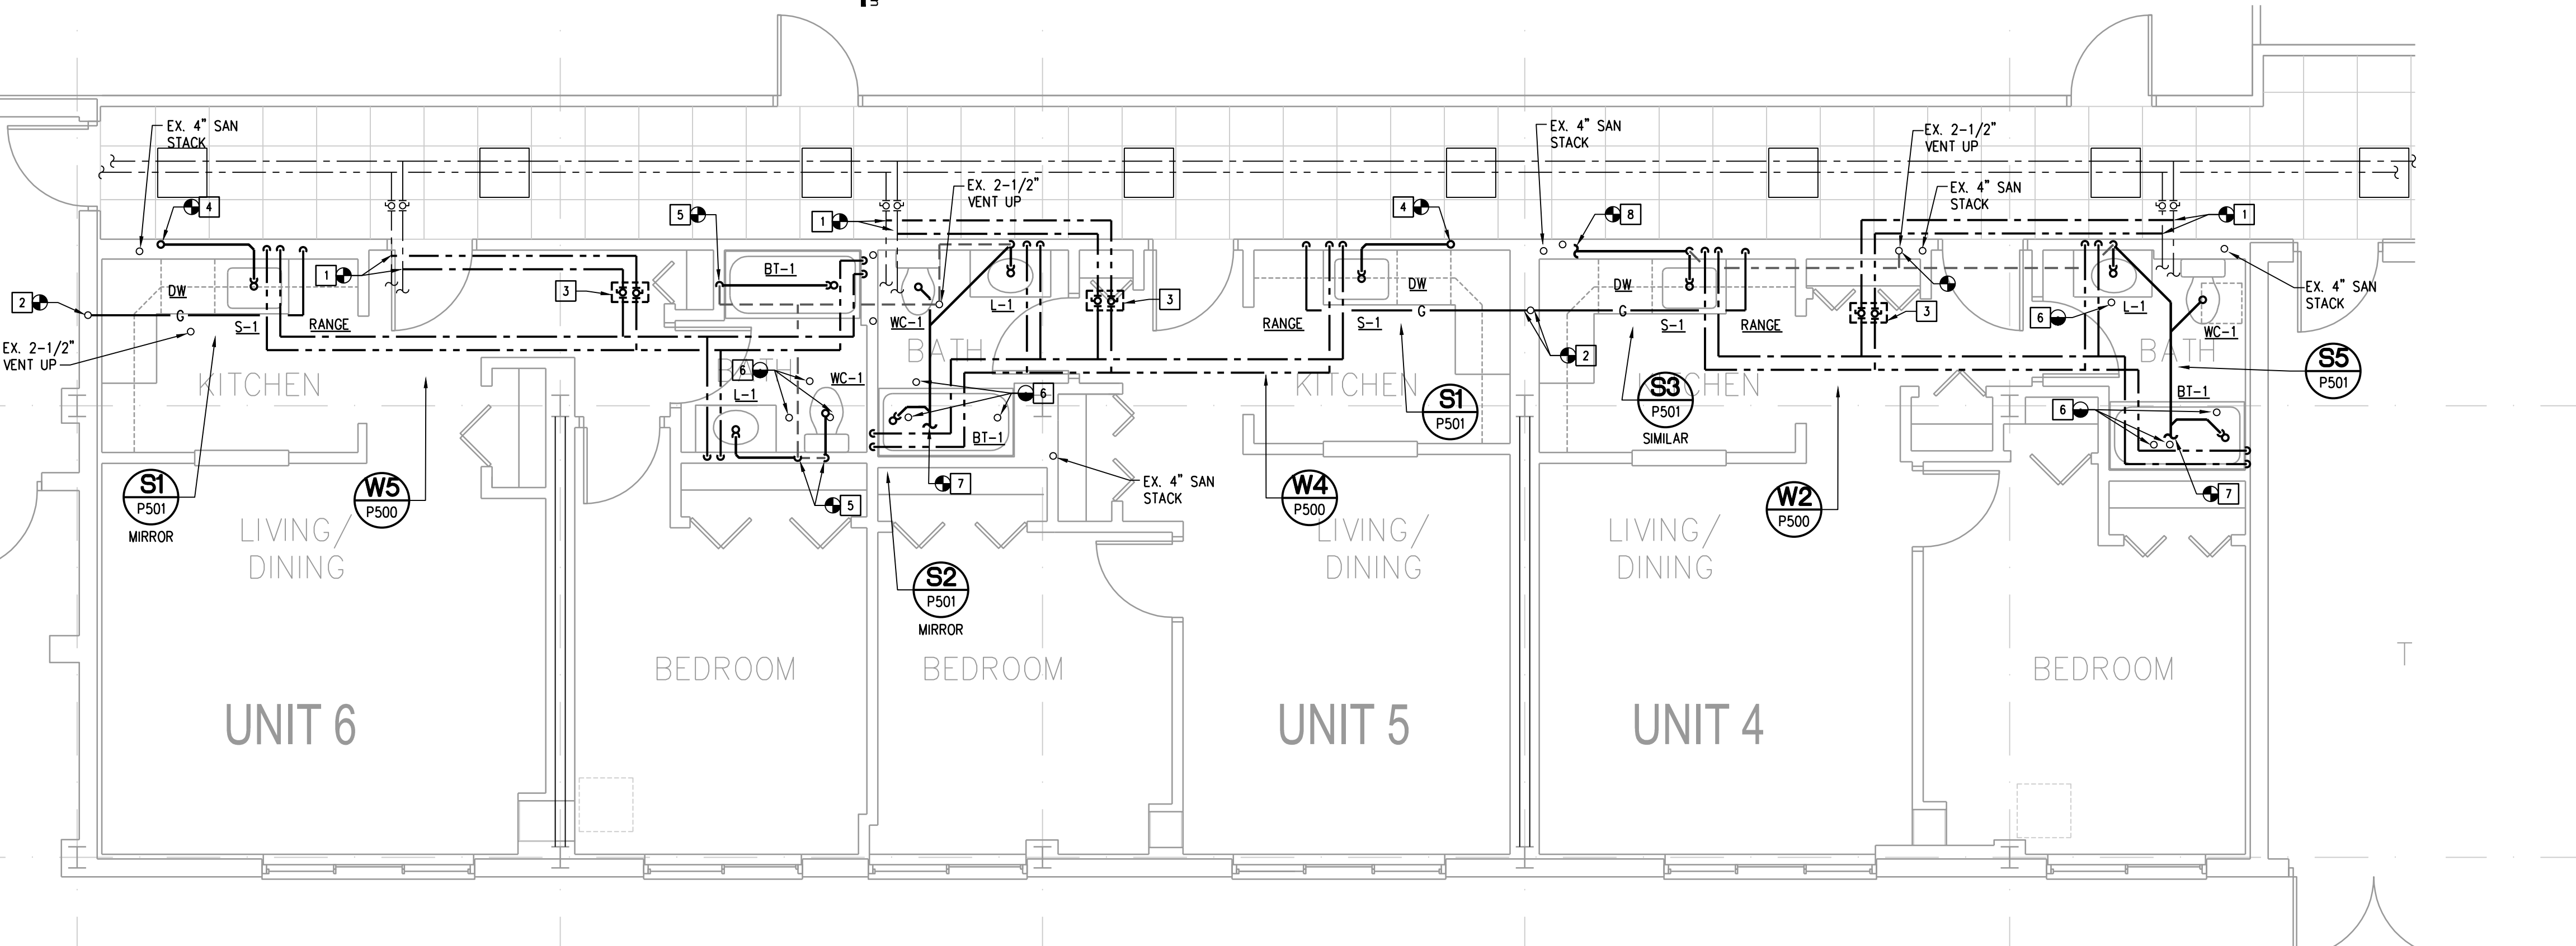 EX. 4" SAN
STACK
4
2
DW
G
S-1
RANGE
EX. 2-1/2"
VENT UP
KITCHEN
1
3
5
BT-1
1
EX. 2-1/2"
VENT UP
L-1
WC-1
BATH
3
BATH
6
WC-1
L-1
6
BT-1
5
7
EX. 4" SAN
STACK
S1
P501
MIRROR
W5
P500
LIVING/
DINING
S2
P501
MIRROR
BEDROOM
BEDROOM
UNIT 6
4
EX. 4" SAN
STACK
8
DW
G
S-1
RANGE
KITCHEN
2
S1
P501
W4
P500
LIVING/
DINING
UNIT 5
DW
G
S-1
RANGE
KITCHEN
S3
P501
SIMILAR
W2
P500
LIVING/
DINING
UNIT 4
EX. 2-1/2"
VENT UP
EX. 4" SAN
STACK
1
3
6
L-1
WC-1
BATH
EX. 4" SAN
STACK
S5
P501
BT-1
6
7
BEDROOM
T